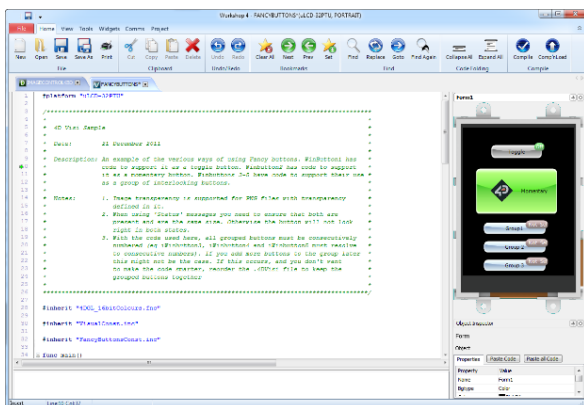 Workshop 4 - FANCYBUTTONS*(uLCD-32PTU, PORTRAIT)
File Home View Tools Widgets Comms Project
New Open Save Save As Print Cut Copy Paste Delete Undo Redo Clear All Next Prev Set Find Replace Goto Find Again Collapse All Expand All Compile Comp'nLoad
File Clipboard Undo/Redo Bookmarks Find Code Folding Compile
FANCYBUTTONS*
#platform "uLCD-32PTU"
4D Visi Sample
Date: 21 December 2011
Description: An example of the various ways of using Fancy buttons. Winbutton1 has
code to support it as a toggle button. Winbutton2 has code to support
it as a momentary button. Winbuttons 3-5 have code to support their use
as a group of interlocking buttons.
Notes: 1. Image transparency is supported for PNG files with transparency
defined in it.
2. When using 'Status' messages you need to ensure that both are
present and are the same size. Otherwise the button will not look
right in both states.
3. With the code used here, all grouped buttons must be consecutively
numbered (eg iWinbutton3, iWinbutton4 and iWinbutton5 must resolve
to consecutive numbers). If you add more buttons to the group later
this might not be the case. If this occurs, and you don't want
to make the code smarter, reorder the .4DVisi file to keep the
grouped buttons together
#inherit "4DGL_16bitColours.fnc"
#inherit "VisualConst.inc"
#inherit "FancyButtonsConst.inc"
func main()
Form1
Toggle
Momentary
Group 1
Group 2
Group 3
Object Inspector
Forms
Object
Properties Paste Code Paste all Code
Property Value
Name Form1
Bgtype Color